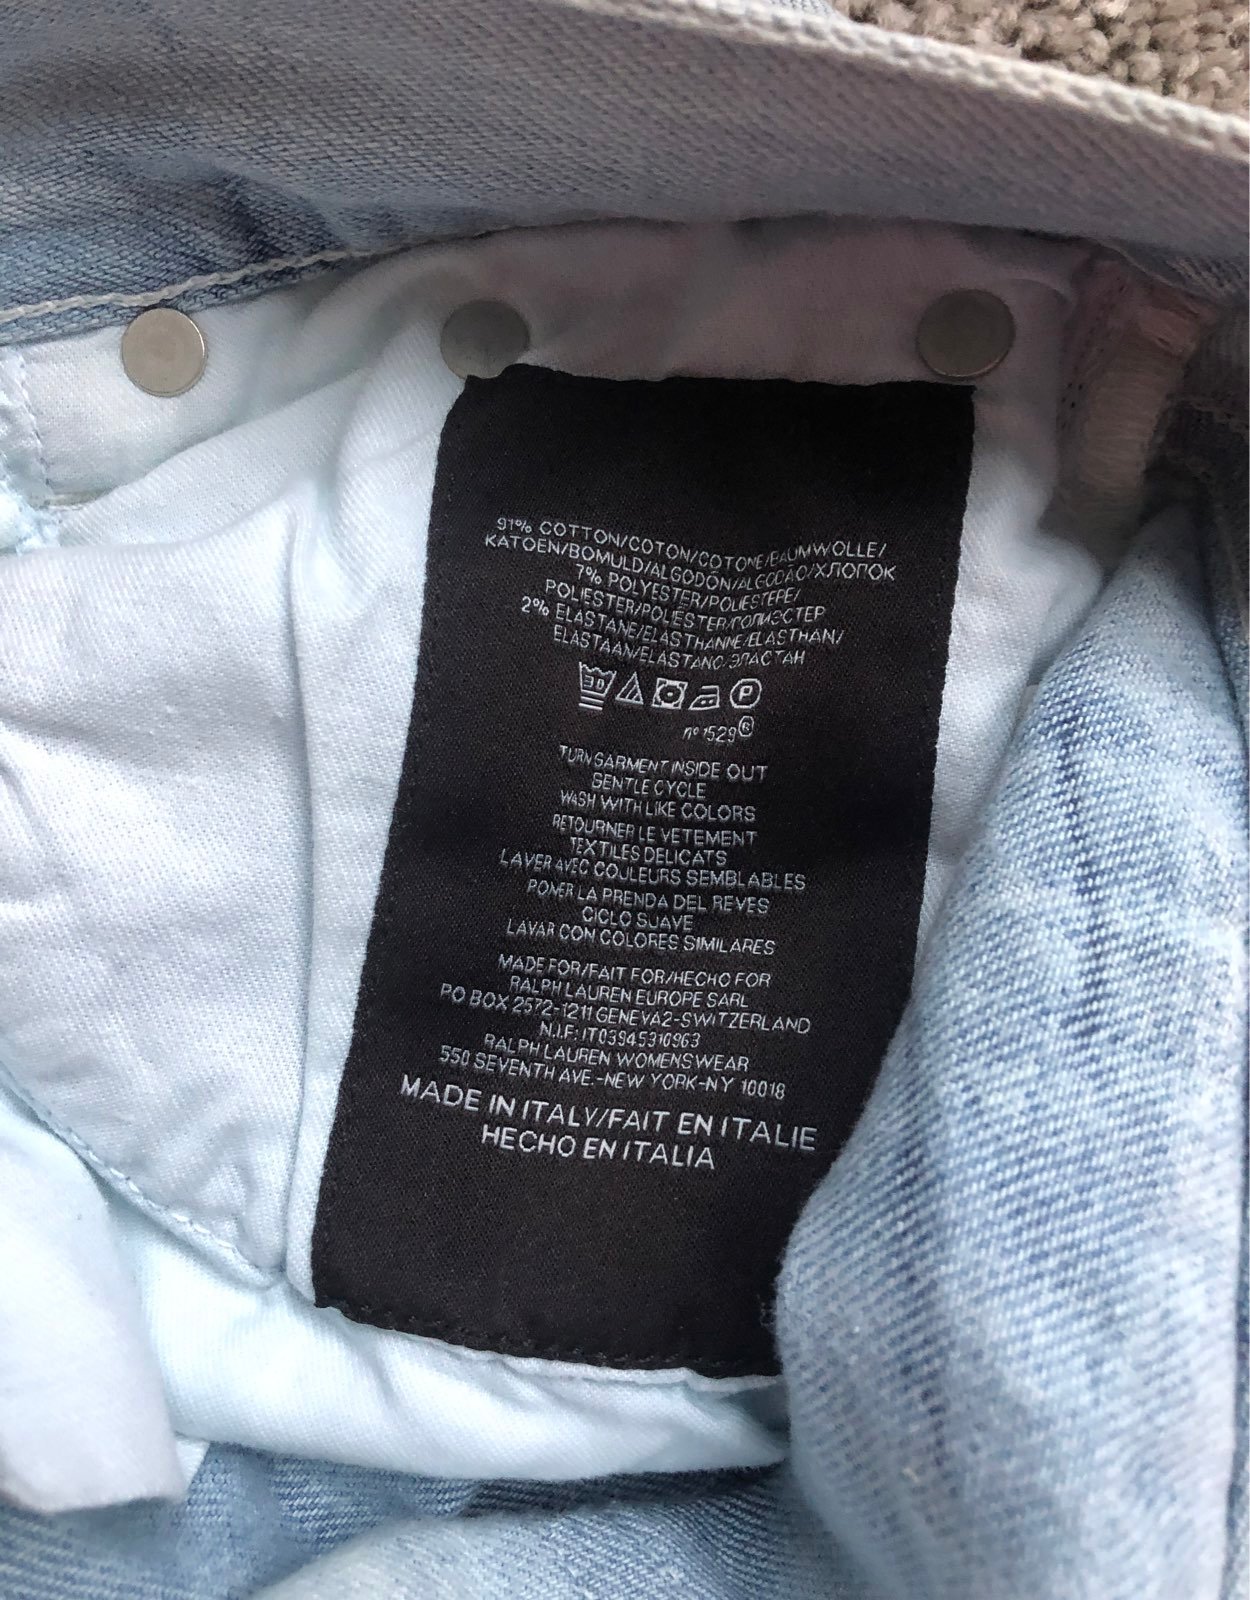 91% COTTON/COTON/COTONE/BAUMWOLLE/
KATOEN/BOMULD/ALGODÓN/ALGODÃO/ХЛОПОК
7% POLYESTER/POLIESTERE/
POLIESTER/POLIÉSTER/ПОЛИЭСТЕР
2% ELASTANE/ELASTHANNE/ELASTHAN/
ELASTAAN/ELASTANO/ЭЛАСТАН
30 P
nº 1529®
TURN GARMENT INSIDE OUT
GENTLE CYCLE
WASH WITH LIKE COLORS
RETOURNER LE VETEMENT
TEXTILES DELICATS
LAVER AVEC COULEURS SEMBLABLES
PONER LA PRENDA DEL REVES
CICLO SUAVE
LAVAR CON COLORES SIMILARES
MADE FOR/FAIT FOR/HECHO FOR
RALPH LAUREN EUROPE SARL
PO BOX 2572-1211 GENEVA2-SWITZERLAND
N.I.F: IT03945310963
RALPH LAUREN WOMENSWEAR
550 SEVENTH AVE.-NEW YORK-NY 10018
MADE IN ITALY/FAIT EN ITALIE
HECHO EN ITALIA